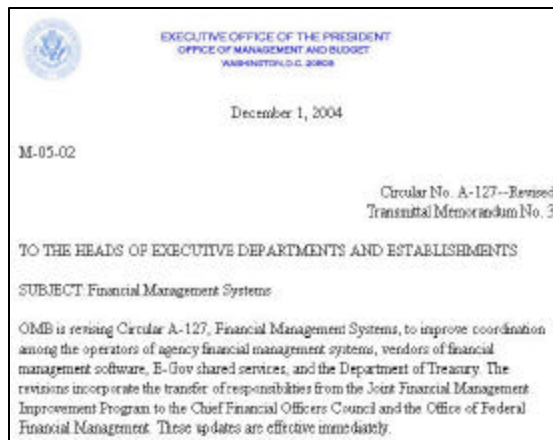 EXECUTIVE OFFICE OF THE PRESIDENT
OFFICE OF MANAGEMENT AND BUDGET
WASHINGTON, D.C. 20503
December 1, 2004
M-05-02
Circular No. A-127--Revised
Transmittal Memorandum No. 3
TO THE HEADS OF EXECUTIVE DEPARTMENTS AND ESTABLISHMENTS
SUBJECT: Financial Management Systems
OMB is revising Circular A-127, Financial Management Systems, to improve coordination
among the operators of agency financial management systems, vendors of financial
management software, E-Gov shared services, and the Department of Treasury. The
revisions incorporate the transfer of responsibilities from the Joint Financial Management
Improvement Program to the Chief Financial Officers Council and the Office of Federal
Financial Management. These updates are effective immediately.